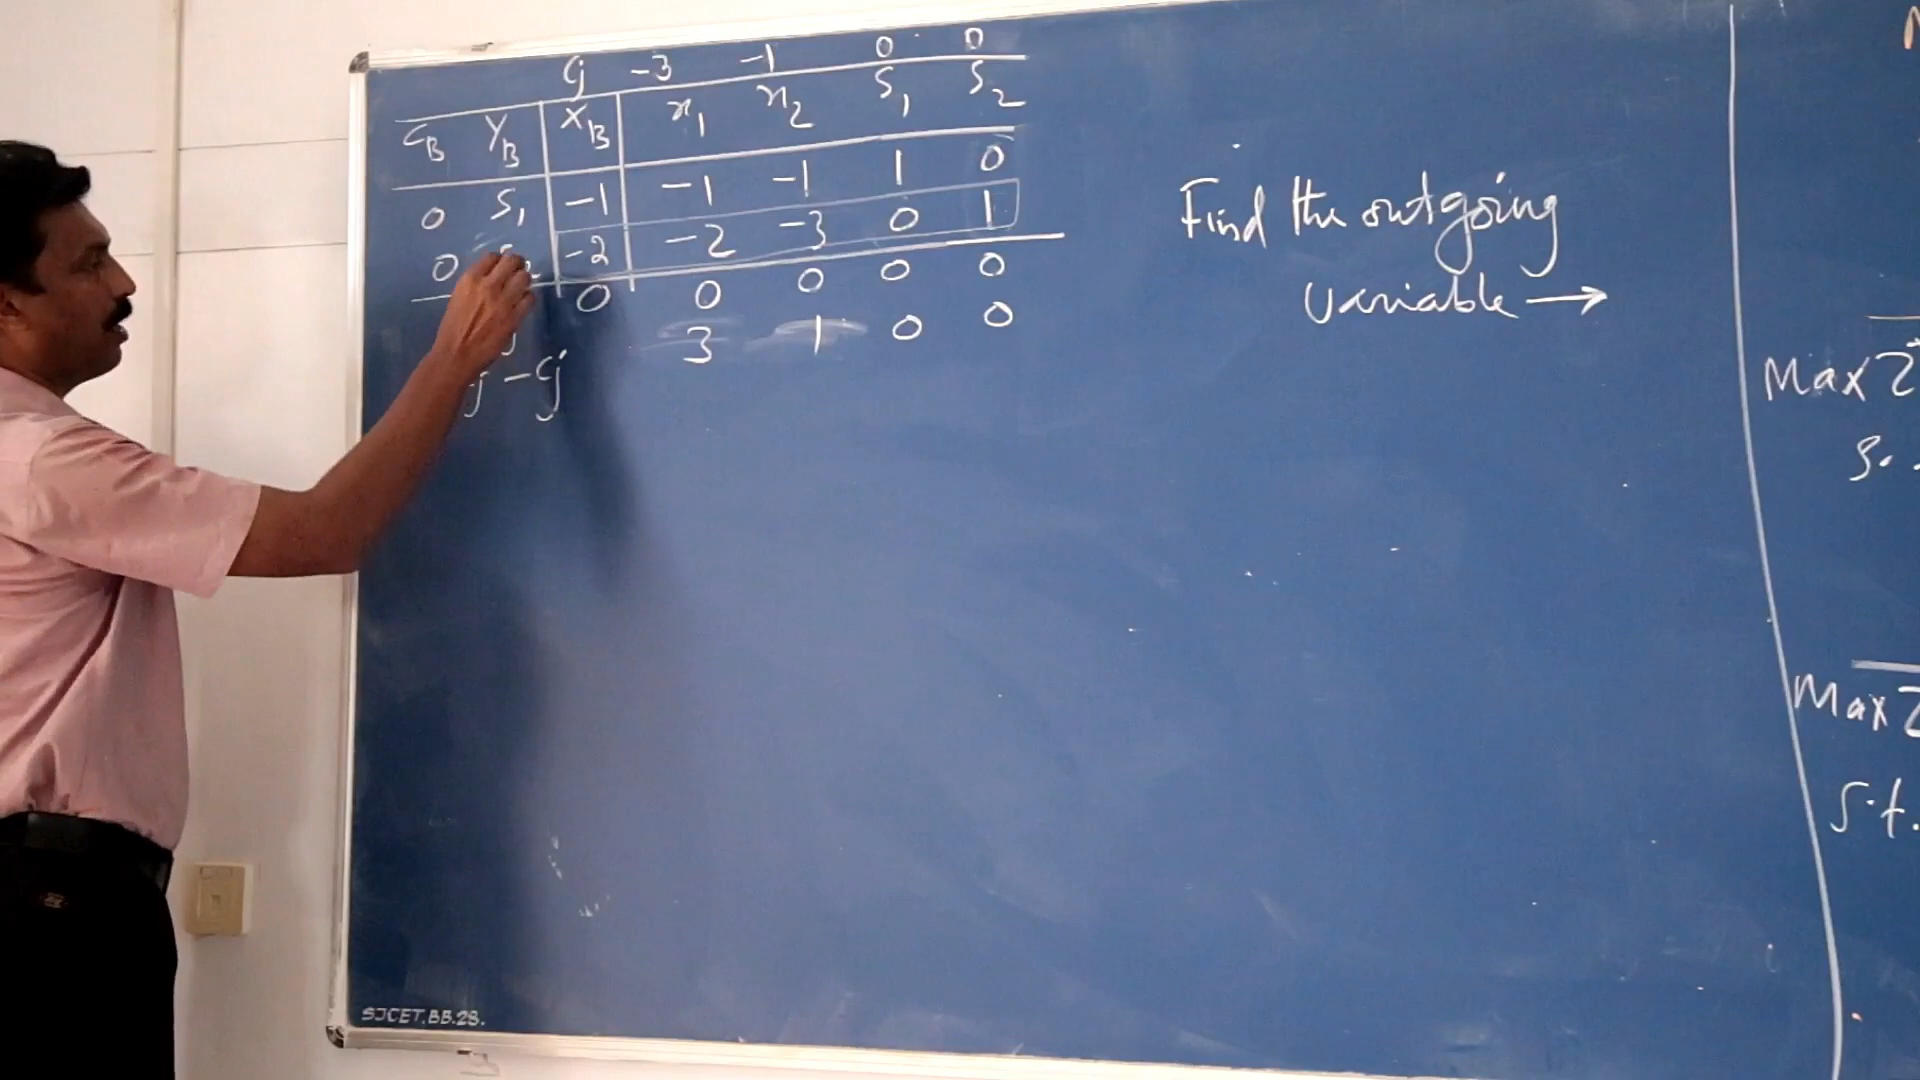 Cj -3 -1 0 0
CB YB XB x1 x2 S1 S2
0 S1 -1 -1 -1 1 0
0 -2 -2 -3 0 1
0 0 0 0 0
j - Cj 3 1 0 0
Find the outgoing
variable →
Max Z
S.
Max Z
S.t.
SJCET.BB.28.